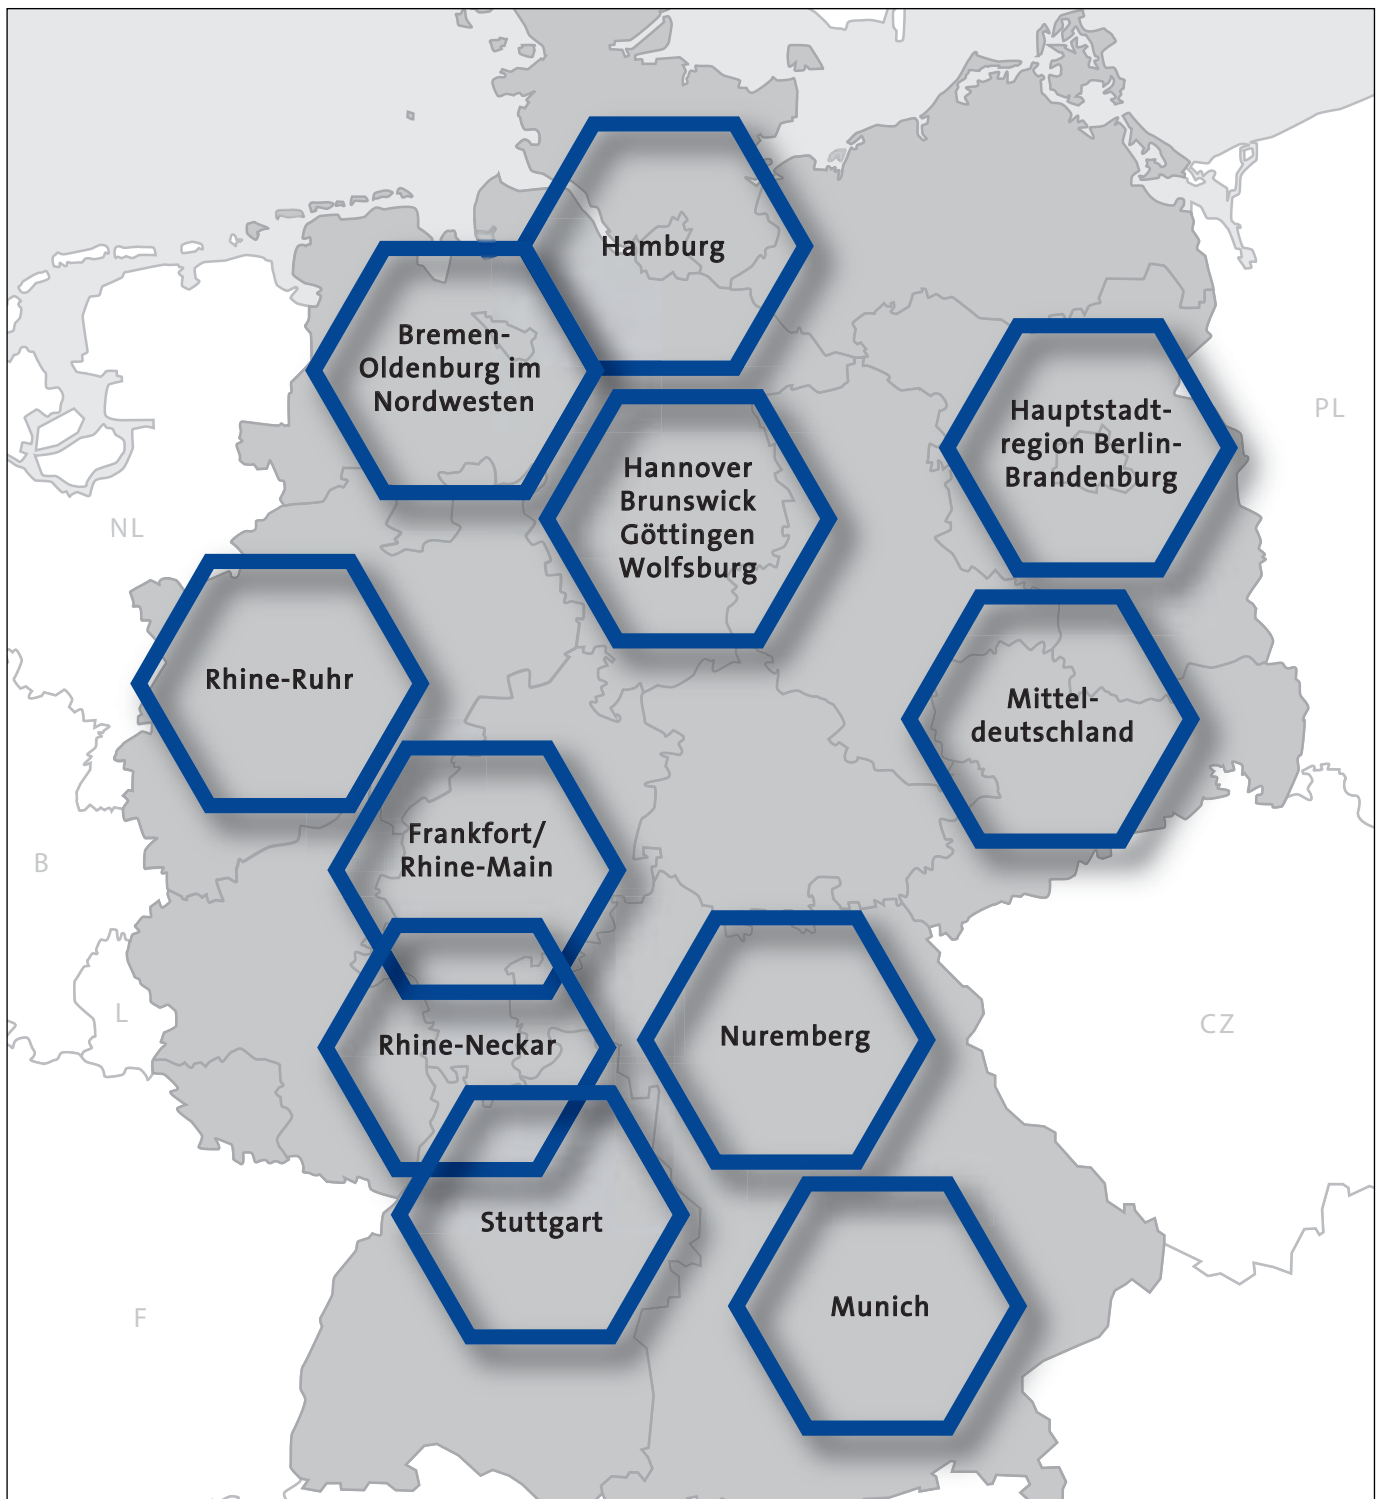 Hamburg
Bremen-
Oldenburg im
Nordwesten
Hauptstadt-
region Berlin-
Brandenburg
PL
Hannover
Brunswick
Göttingen
Wolfsburg
NL
Rhine-Ruhr
Mittel-
deutschland
Frankfort/
Rhine-Main
B
L
Rhine-Neckar
Nuremberg
CZ
Stuttgart
F
Munich